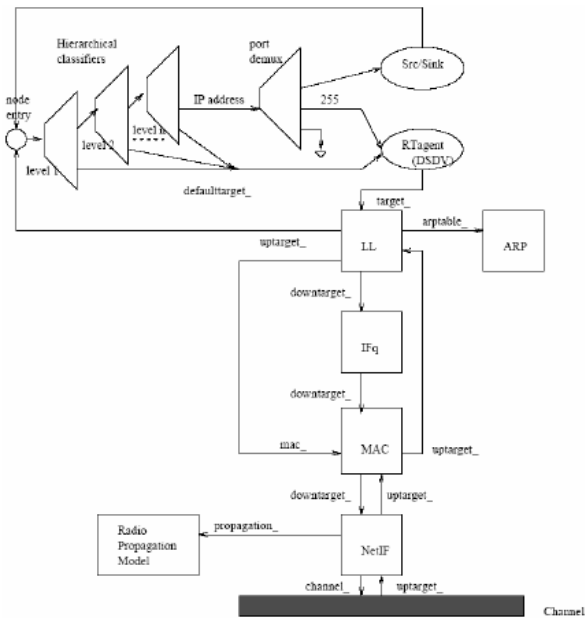 Hierarchical
classifiers
port
demux
Src/Sink
node
entry
IP address
255
level n
level 2
level 1
RTagent
(DSDV)
defaulttarget_
target_
arptable_
uptarget_
LL
ARP
downtarget_
IFq
downtarget_
mac_
MAC
uptarget_
downtarget_
uptarget_
Radio
Propagation
Model
propagation_
NetIF
channel_
uptarget_
Channel